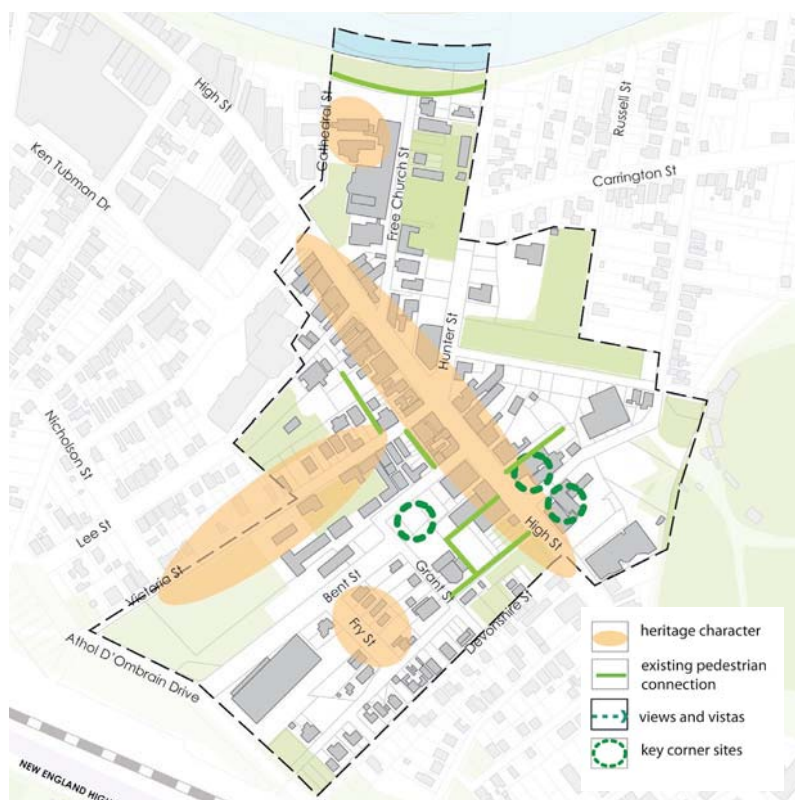 High St
Cathedral St
Russell St
Ken Tubman Dr
Carrington St
Free Church St
Hunter St
Nicholson St
Lee St
High St
Victoria St
Bent St
Grant St
Devonshire St
Fry St
Athol D'Ombrain Drive
NEW ENGLAND HIGH
heritage character
existing pedestrian
connection
views and vistas
key corner sites